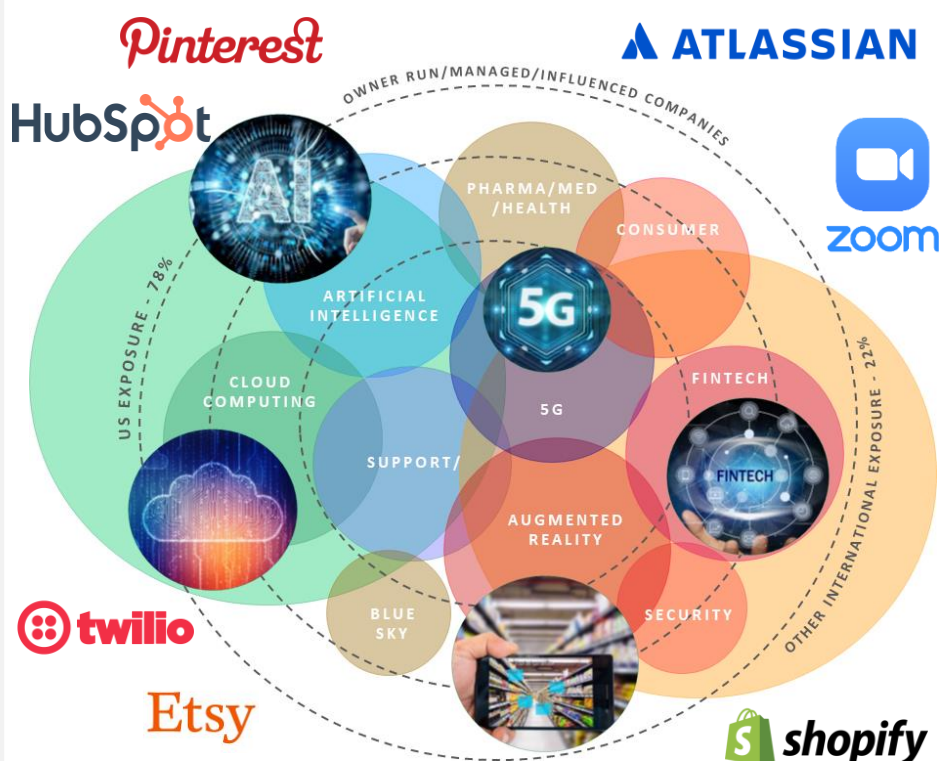 Pinterest
ATLASSIAN
OWNER RUN/MANAGED/INFLUENCED COMPANIES
HubSpot
AI
PHARMA/MED
/HEALTH
CONSUMER
zoom
US EXPOSURE - 78%
ARTIFICIAL
INTELLIGENCE
5G
CLOUD
COMPUTING
FINTECH
5G
OTHER INTERNATIONAL EXPOSURE - 22%
SUPPORT/
FINTECH
AUGMENTED
REALITY
BLUE
SKY
SECURITY
twilio
Etsy
S shopify